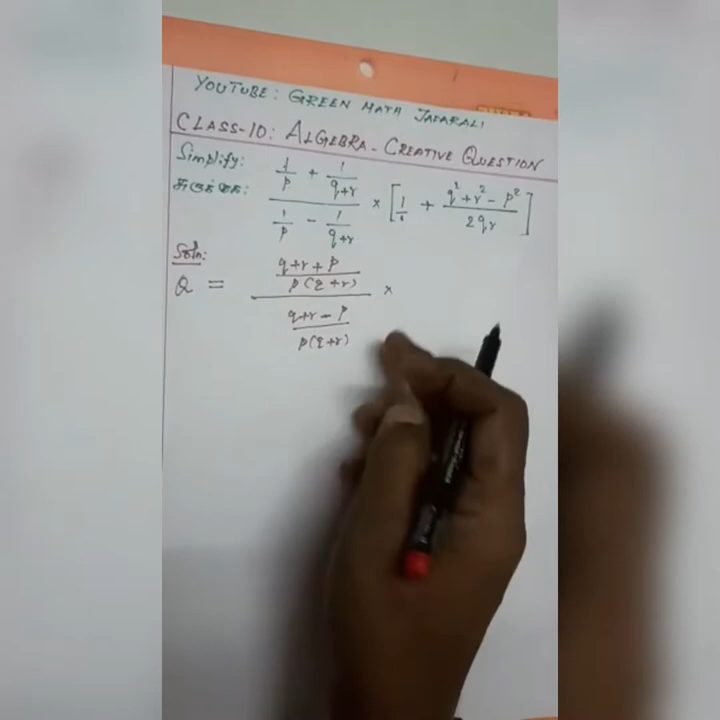 YOUTUBE: GREEN MATH JAFARALI
CLASS-10: ALGEBRA - CREATIVE QUESTION
Simplify:
சுருக்குக:
1/p + 1/q+r
1/p - 1/q+r
× [1/1 + q²+r²-p² / 2qr]
Soln:
Q = q+r+p / p(q+r)
q+r-p / p(q+r)
×